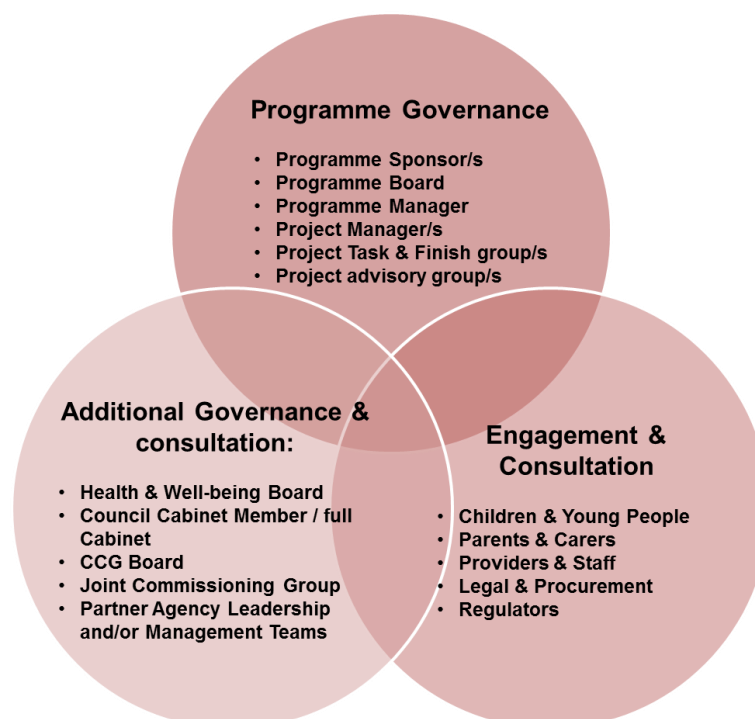 Programme Governance
• Programme Sponsor/s
• Programme Board
• Programme Manager
• Project Manager/s
• Project Task & Finish group/s
• Project advisory group/s
Additional Governance &
consultation:
• Health & Well-being Board
• Council Cabinet Member / full
Cabinet
• CCG Board
• Joint Commissioning Group
• Partner Agency Leadership
and/or Management Teams
Engagement &
Consultation
• Children & Young People
• Parents & Carers
• Providers & Staff
• Legal & Procurement
• Regulators